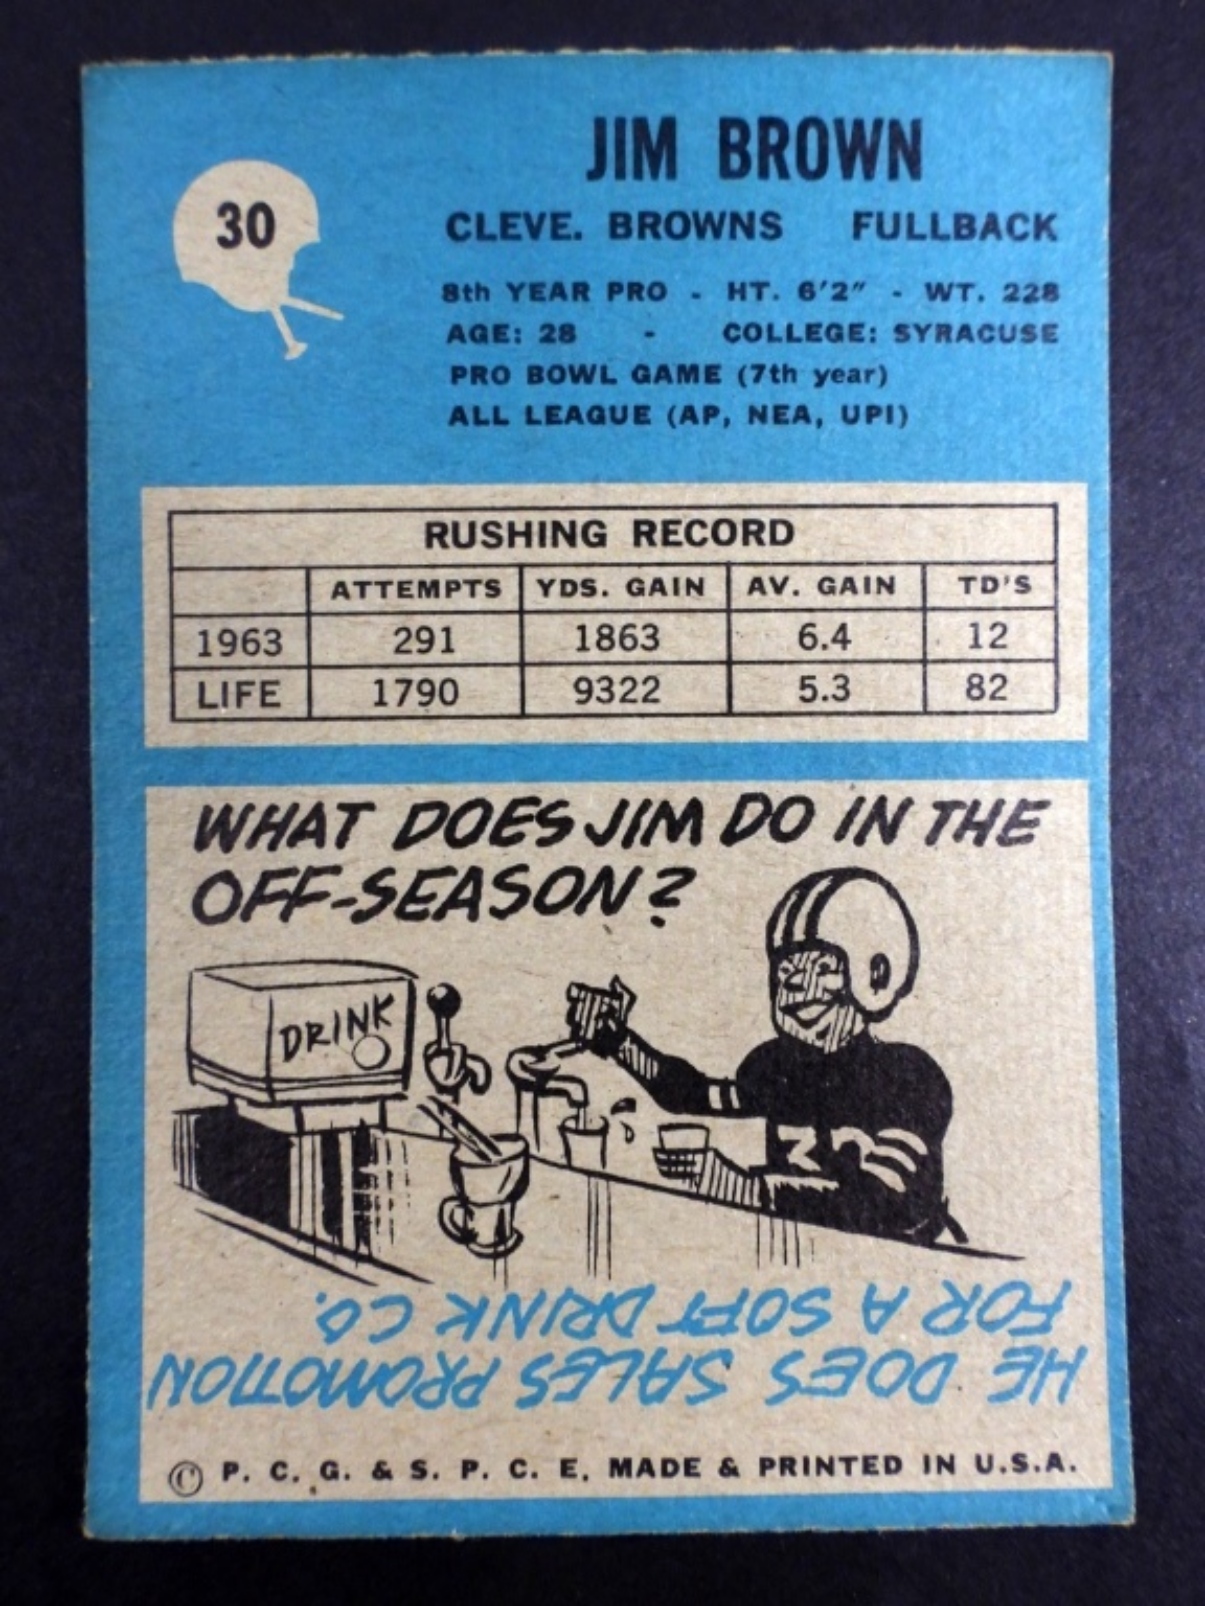 30
JIM BROWN
CLEVE. BROWNS FULLBACK
8th YEAR PRO - HT. 6'2" - WT. 228
AGE: 28 - COLLEGE: SYRACUSE
PRO BOWL GAME (7th year)
ALL LEAGUE (AP, NEA, UPI)
RUSHING RECORD
ATTEMPTS YDS. GAIN AV. GAIN TD'S
1963 291 1863 6.4 12
LIFE 1790 9322 5.3 82
WHAT DOES JIM DO IN THE
OFF-SEASON?
DRINK
HE DOES SALES PROMOTION
FOR A SOFT DRINK CO.
© P. C. G. & S. P. C. E. MADE & PRINTED IN U.S.A.